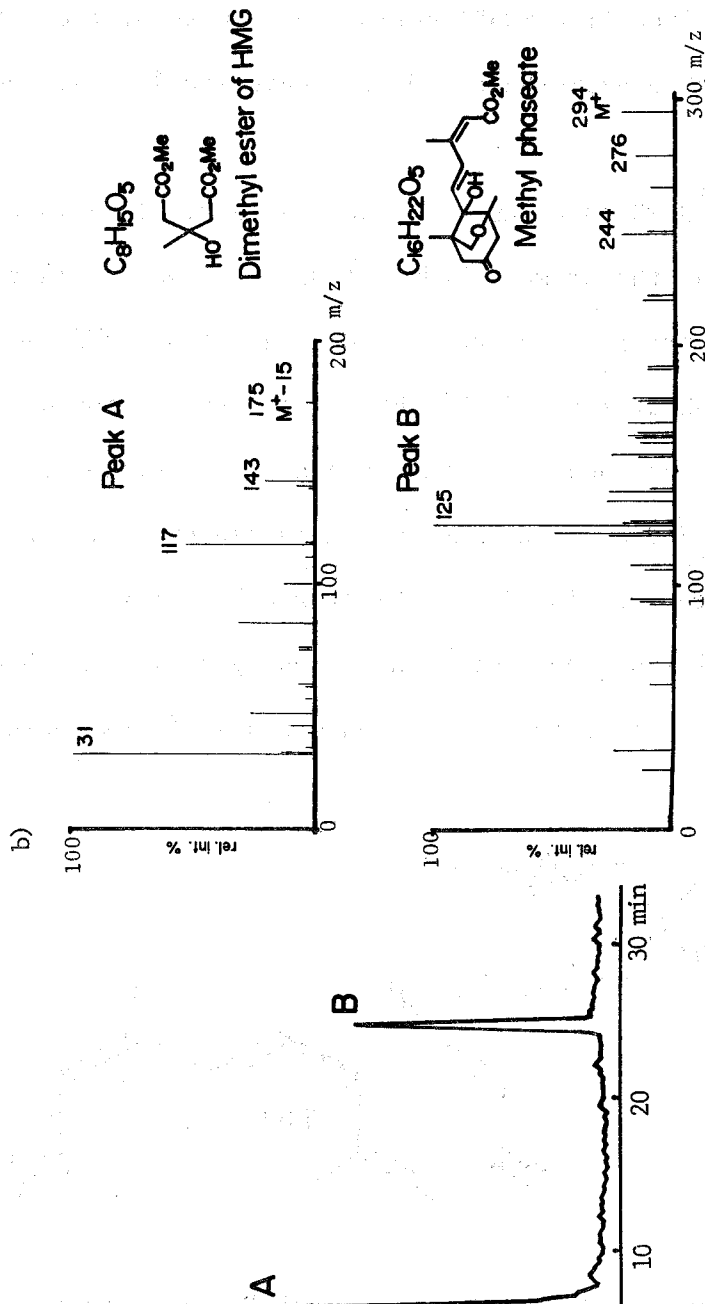 b)
100
rel. int. %
0
31
117
143
175
M⁺-15
100
200 m/z
Peak A
C8H15O5
HO
CO2Me
CO2Me
Dimethyl ester of HMG
100
rel. int. %
0
125
244
276
294
M⁺
100
200
300 m/z
Peak B
C16H22O5
O
O
OH
CO2Me
Methyl phaseate
A
B
10
20
30 min